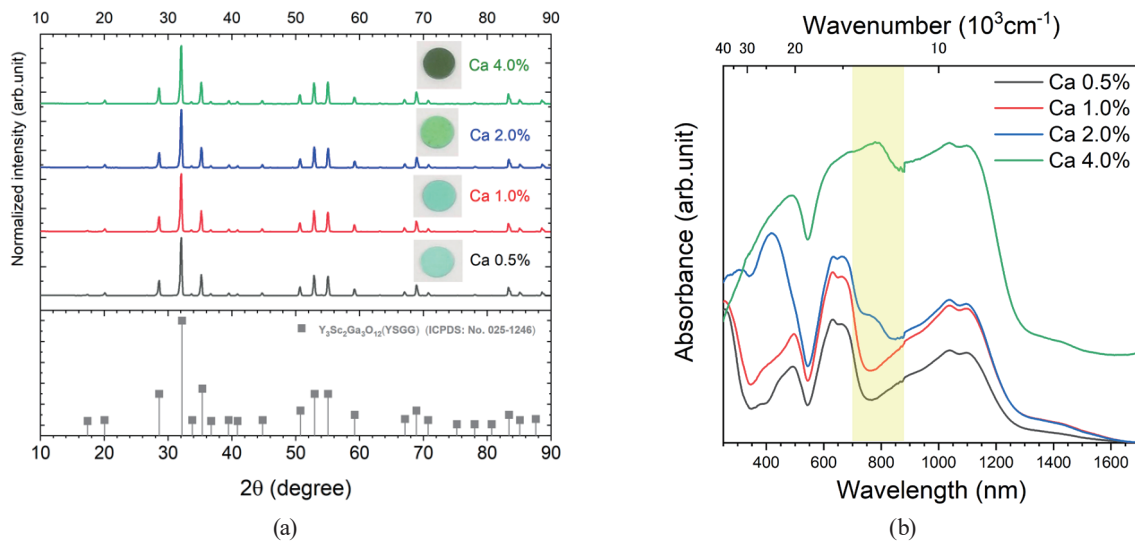 10 20 30 40 50 60 70 80 90
Normalized intensity (arb.unit)
Ca 4.0%
Ca 2.0%
Ca 1.0%
Ca 0.5%
Y3Sc2Ga3O12(YSGG) (ICPDS: No. 025-1246)
10 20 30 40 50 60 70 80 90
2θ (degree)
(a)
Wavenumber (10³cm⁻¹)
40 30 20 10
Ca 0.5%
Ca 1.0%
Ca 2.0%
Ca 4.0%
Absorbance (arb.unit)
400 600 800 1000 1200 1400 1600
Wavelength (nm)
(b)